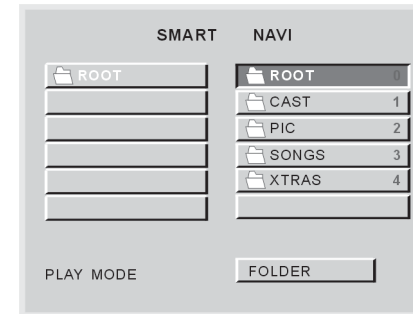 SMART NAVI
ROOT ROOT 0
CAST 1
PIC 2
SONGS 3
XTRAS 4
PLAY MODE FOLDER